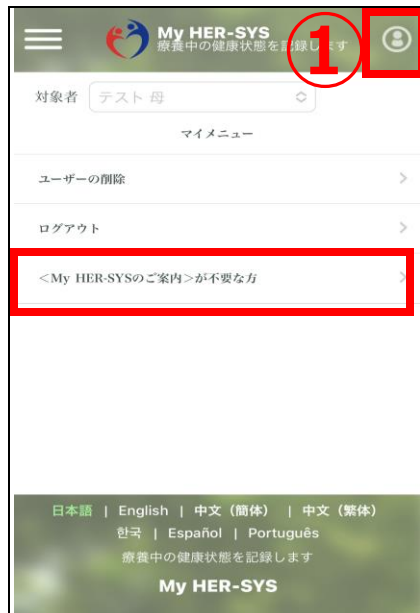 My HER-SYS
療養中の健康状態を記録します
①
対象者 テスト 母
マイメニュー
ユーザーの削除
ログアウト
<My HER-SYSのご案内>が不要な方
日本語 | English | 中文（簡体） | 中文（繁体）
한국 | Español | Português
療養中の健康状態を記録します
My HER-SYS